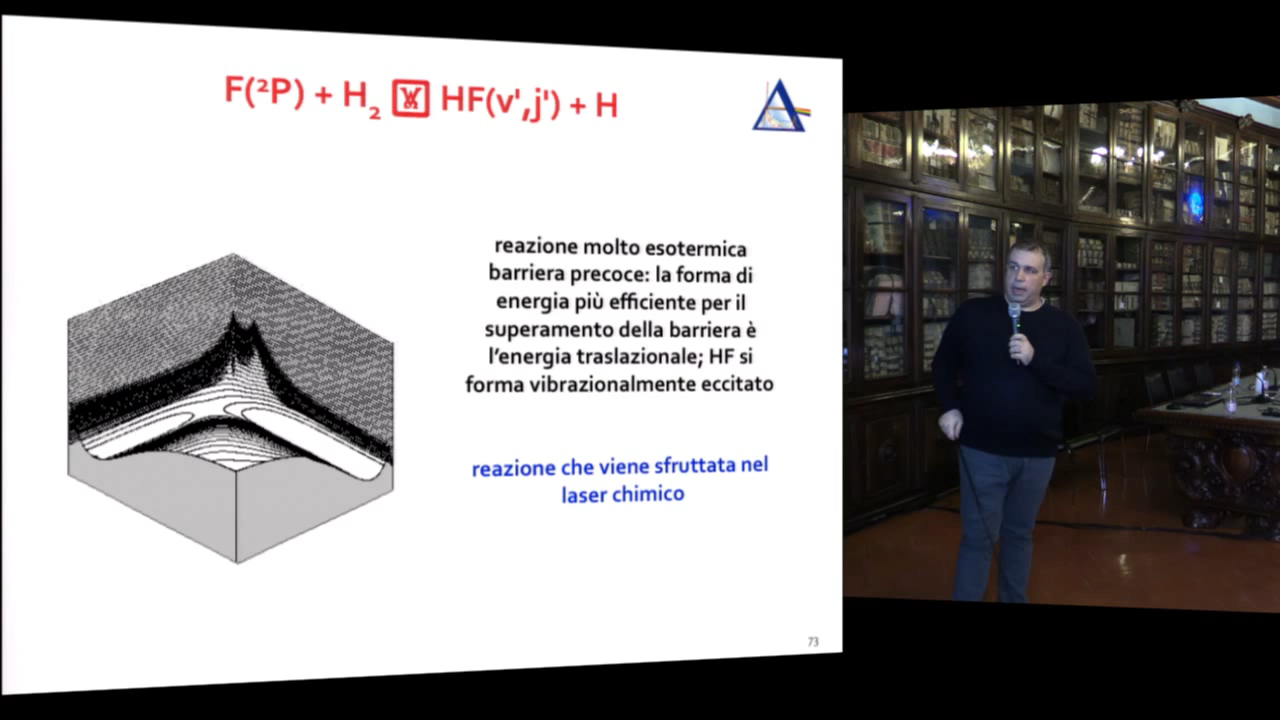 F(²P) + H₂ HF(v',j') + H
reazione molto esotermica
barriera precoce: la forma di
energia più efficiente per il
superamento della barriera è
l'energia traslazionale; HF si
forma vibrazionalmente eccitato
reazione che viene sfruttata nel
laser chimico
73